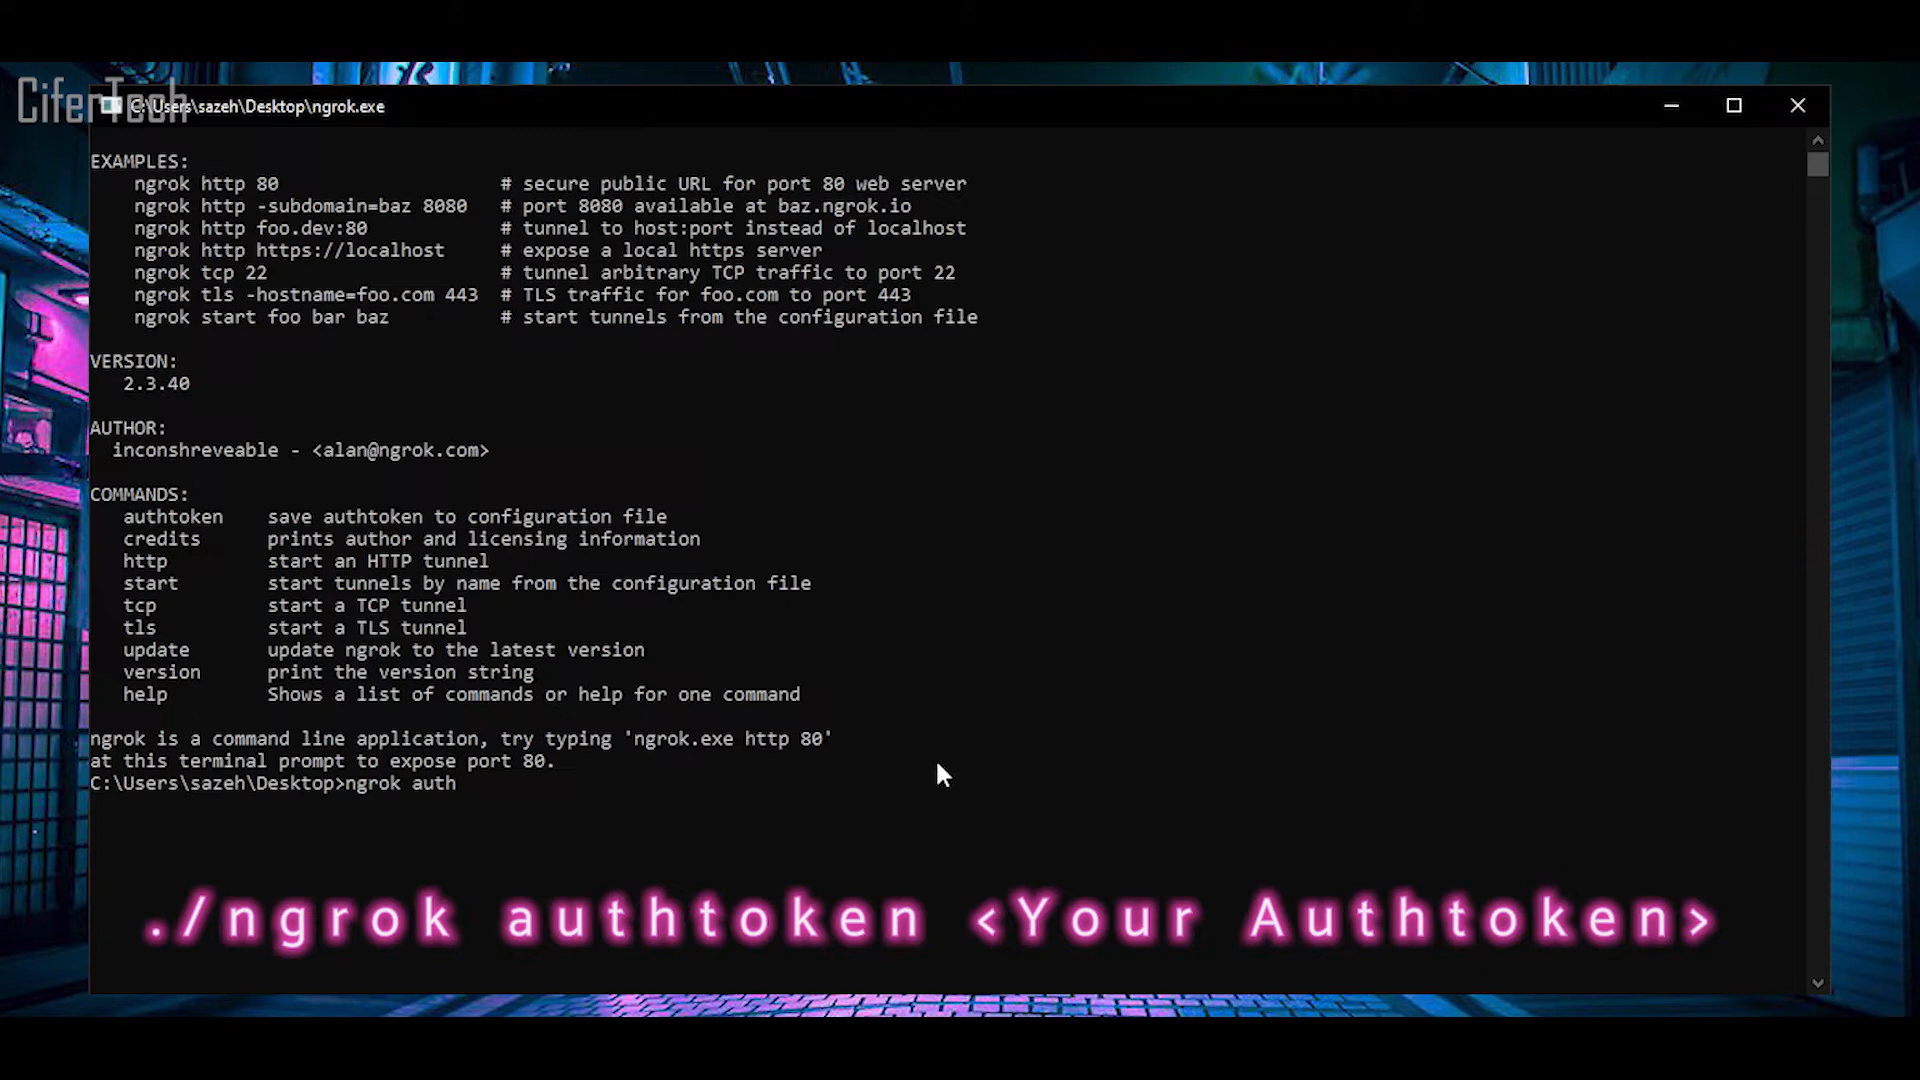 CiferTech
C:\Users\sazeh\Desktop\ngrok.exe
EXAMPLES:
ngrok http 80 # secure public URL for port 80 web server
ngrok http -subdomain=baz 8080 # port 8080 available at baz.ngrok.io
ngrok http foo.dev:80 # tunnel to host:port instead of localhost
ngrok http https://localhost # expose a local https server
ngrok tcp 22 # tunnel arbitrary TCP traffic to port 22
ngrok tls -hostname=foo.com 443 # TLS traffic for foo.com to port 443
ngrok start foo bar baz # start tunnels from the configuration file
VERSION:
2.3.40
AUTHOR:
inconshreveable - <alan@ngrok.com>
COMMANDS:
authtoken save authtoken to configuration file
credits prints author and licensing information
http start an HTTP tunnel
start start tunnels by name from the configuration file
tcp start a TCP tunnel
tls start a TLS tunnel
update update ngrok to the latest version
version print the version string
help Shows a list of commands or help for one command
ngrok is a command line application, try typing 'ngrok.exe http 80'
at this terminal prompt to expose port 80.
C:\Users\sazeh\Desktop>ngrok auth
./ngrok authtoken <Your Authtoken>